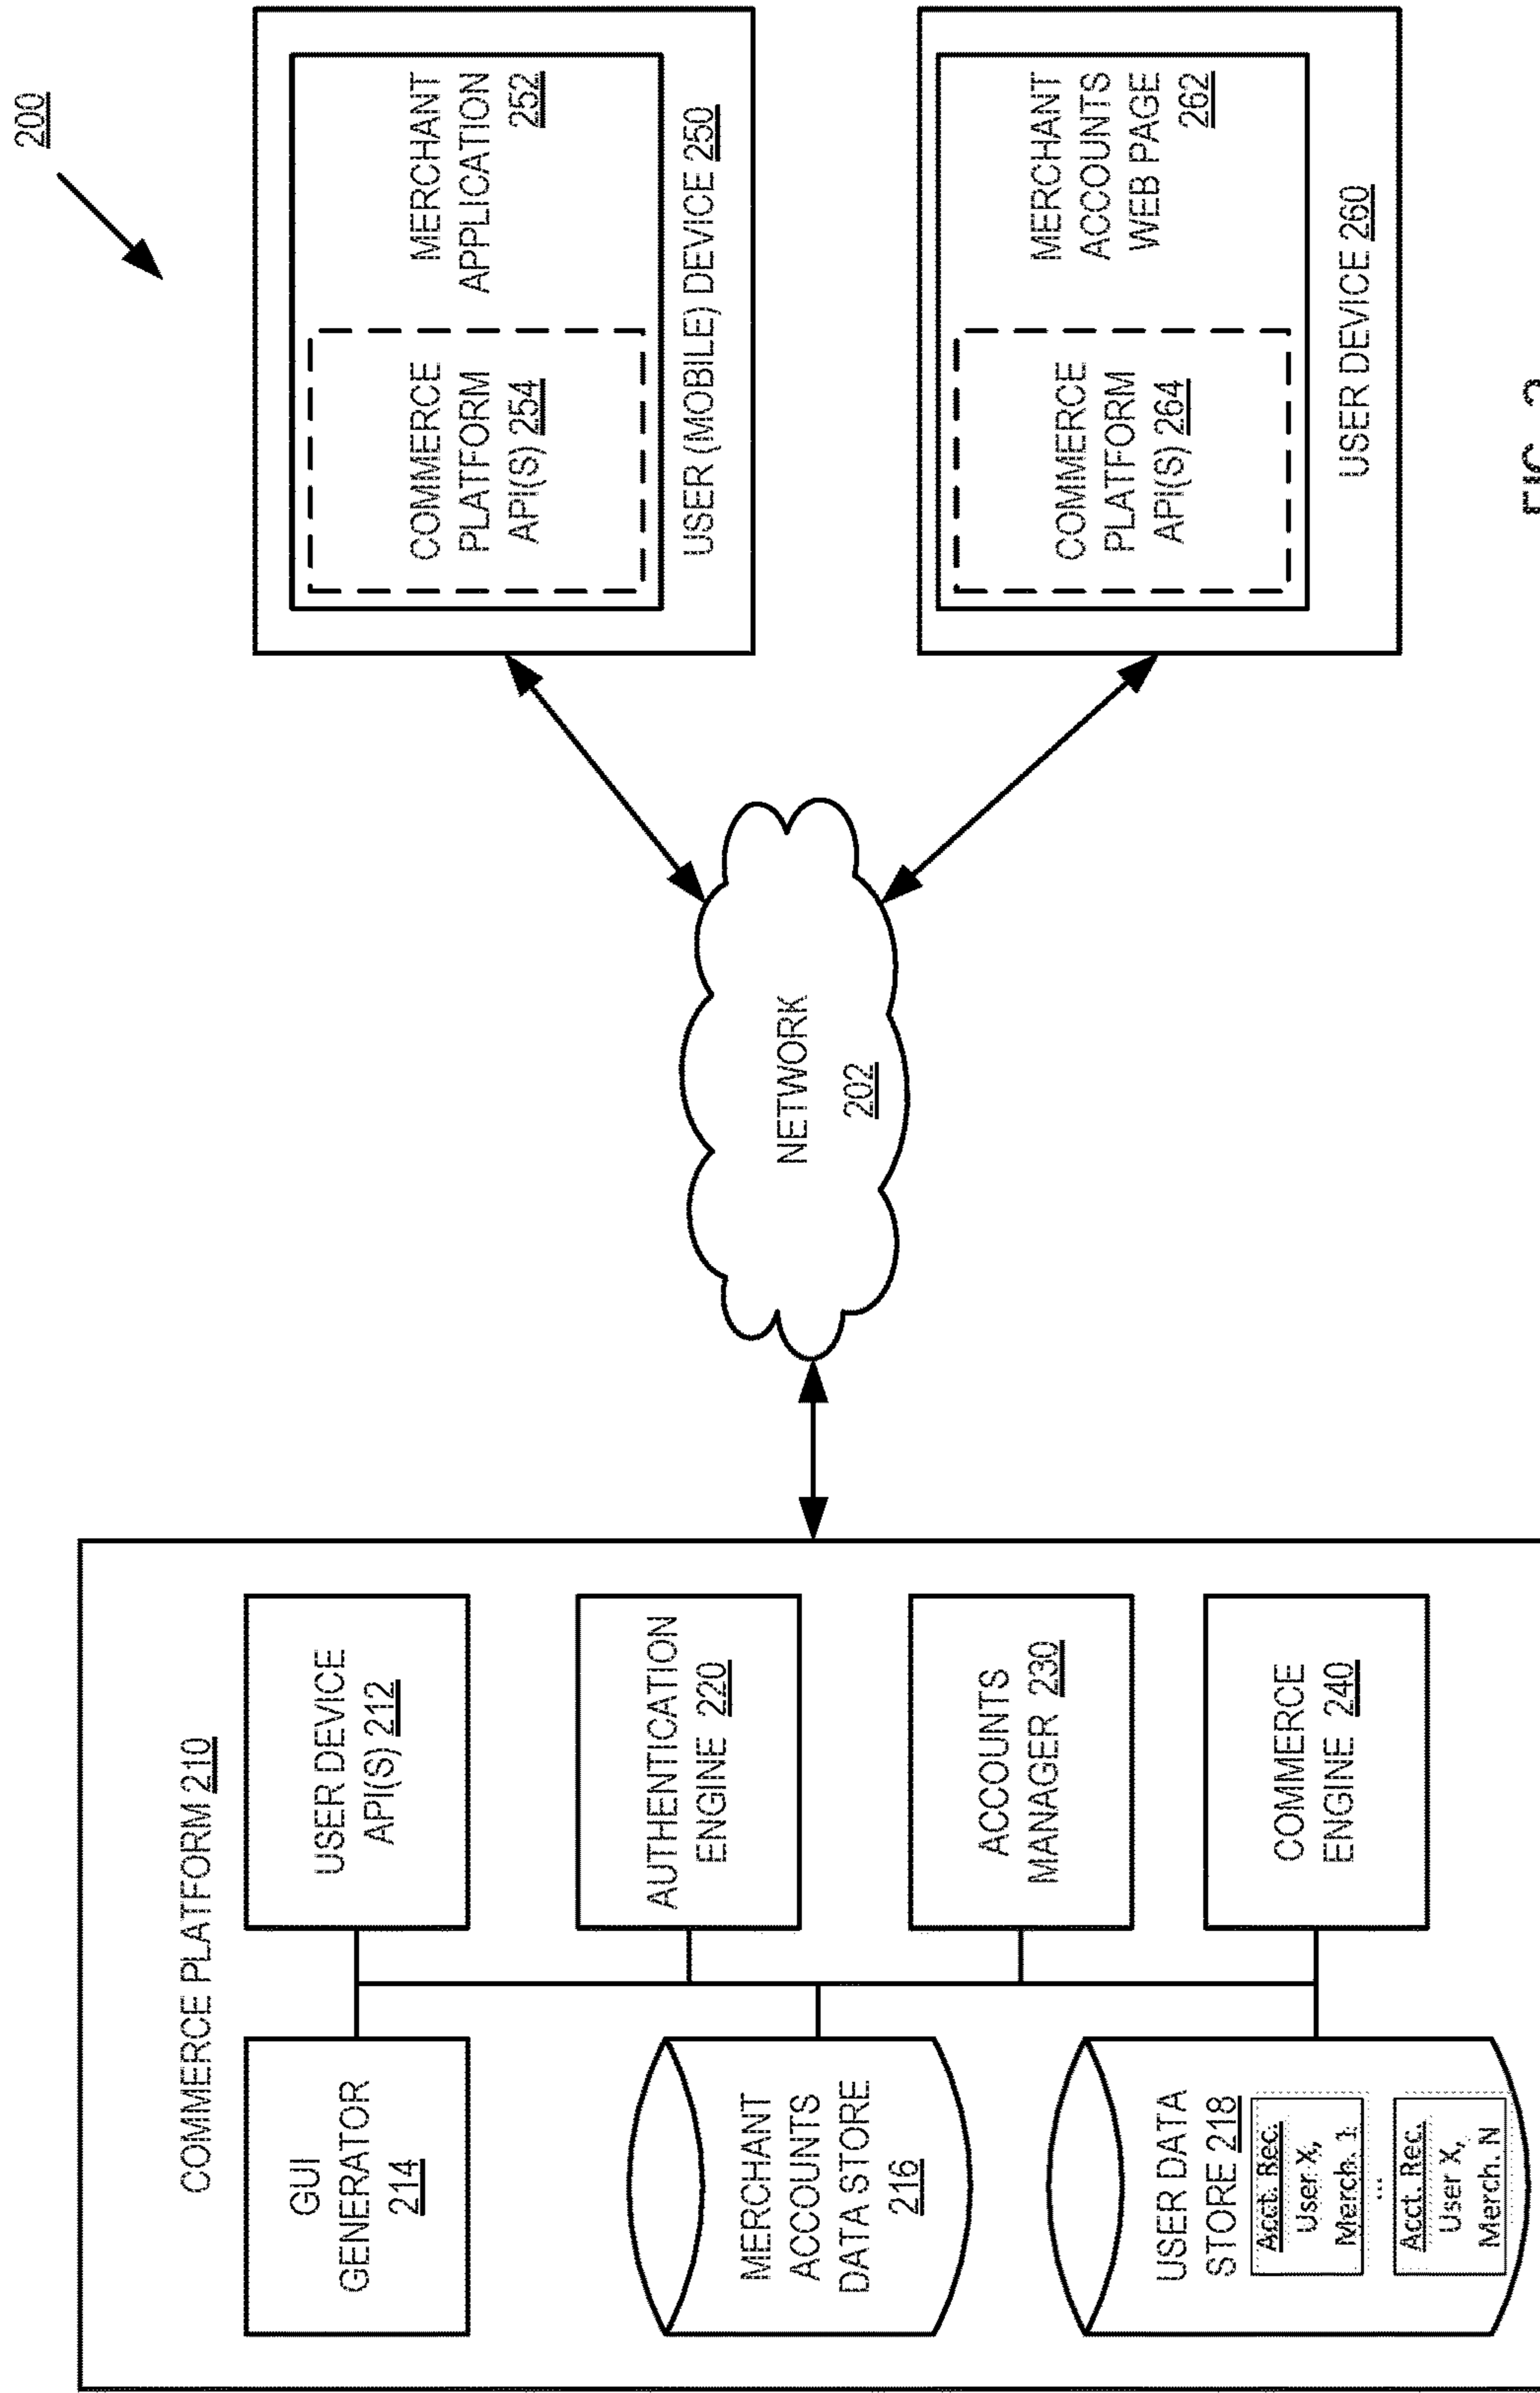 200
COMMERCE PLATFORM 210
GUI
GENERATOR
214
USER DEVICE
API(S) 212
MERCHANT
ACCOUNTS
DATA STORE
216
AUTHENTICATION
ENGINE 220
ACCOUNTS
MANAGER 230
USER DATA
STORE 218
Acct. Rec.
User X,
Merch. 1
...
Acct. Rec.
User X,
Merch. N
COMMERCE
ENGINE 240
NETWORK
202
COMMERCE
PLATFORM
API(S) 254
MERCHANT
APPLICATION
252
USER (MOBILE) DEVICE 250
COMMERCE
PLATFORM
API(S) 264
MERCHANT
ACCOUNTS
WEB PAGE
262
USER DEVICE 260